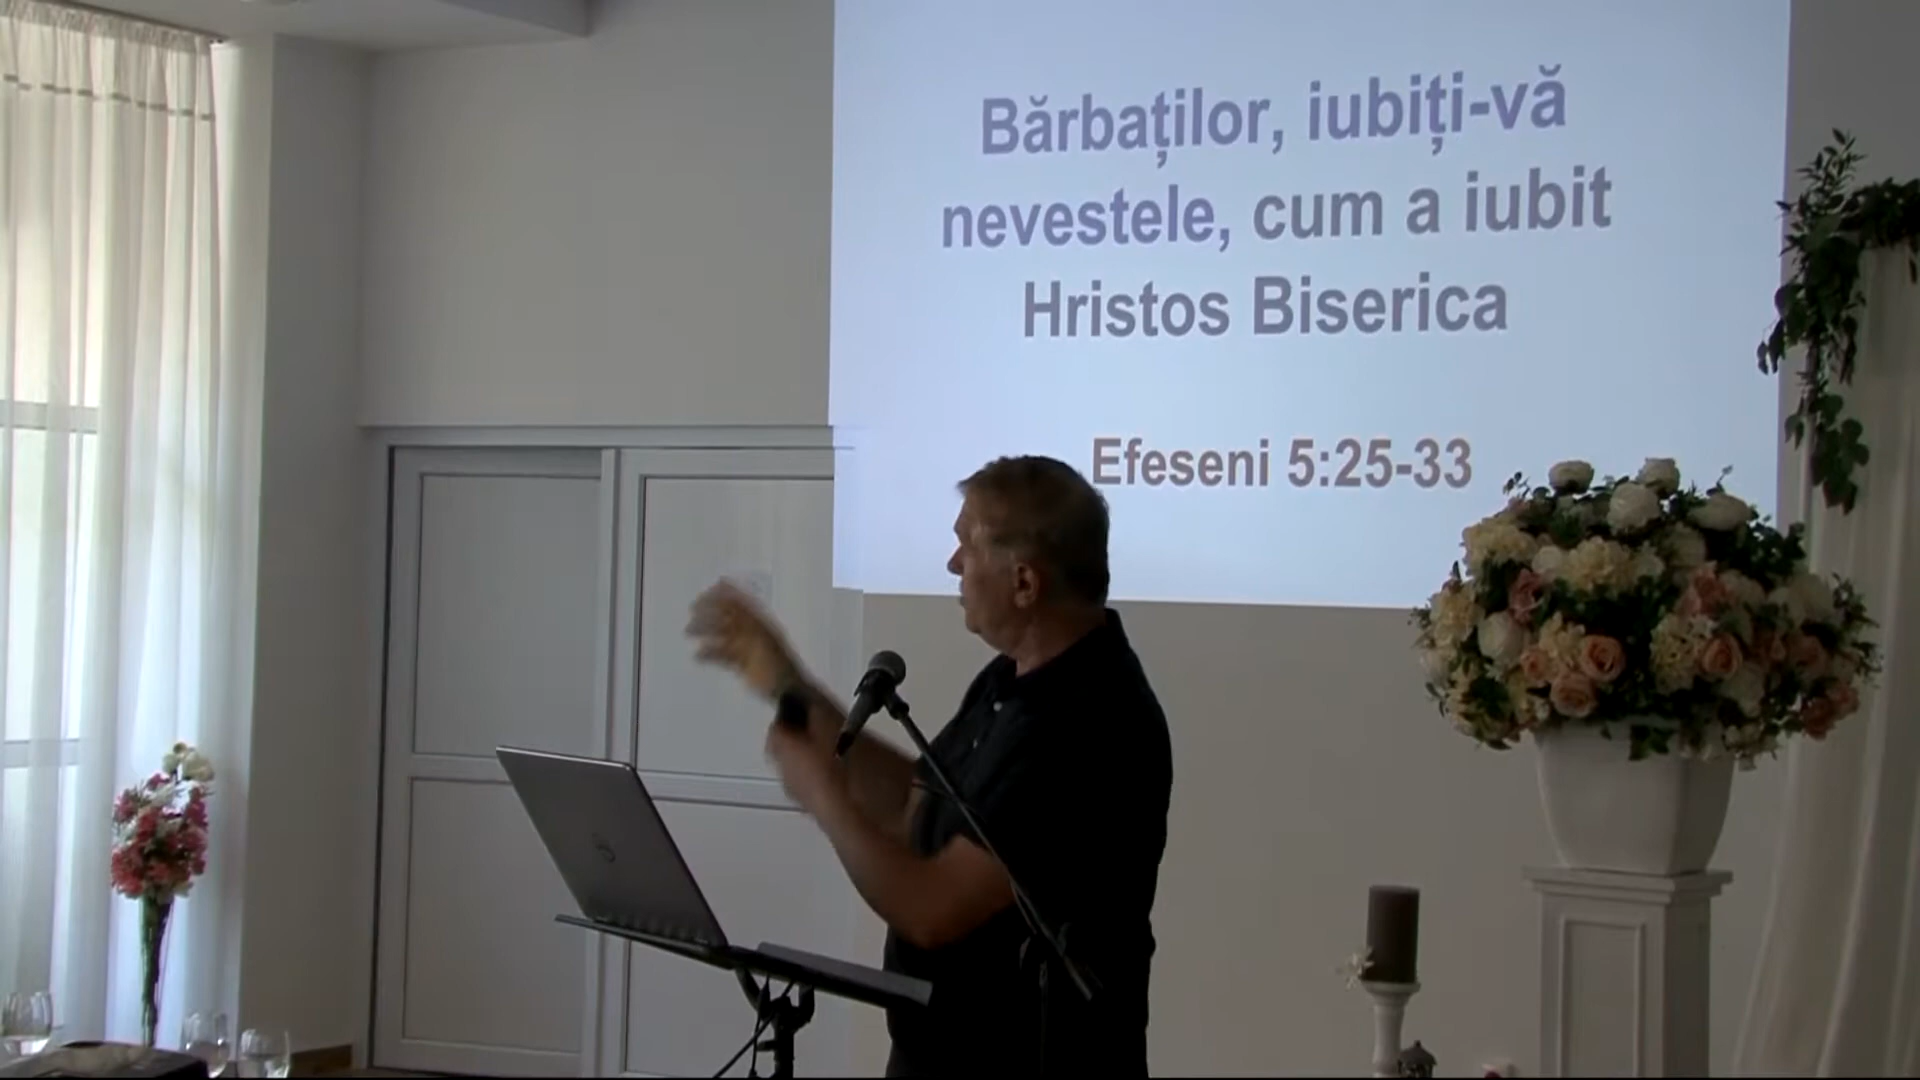 Bărbaților, iubiți-vă
nevestele, cum a iubit
Hristos Biserica
Efeseni 5:25-33